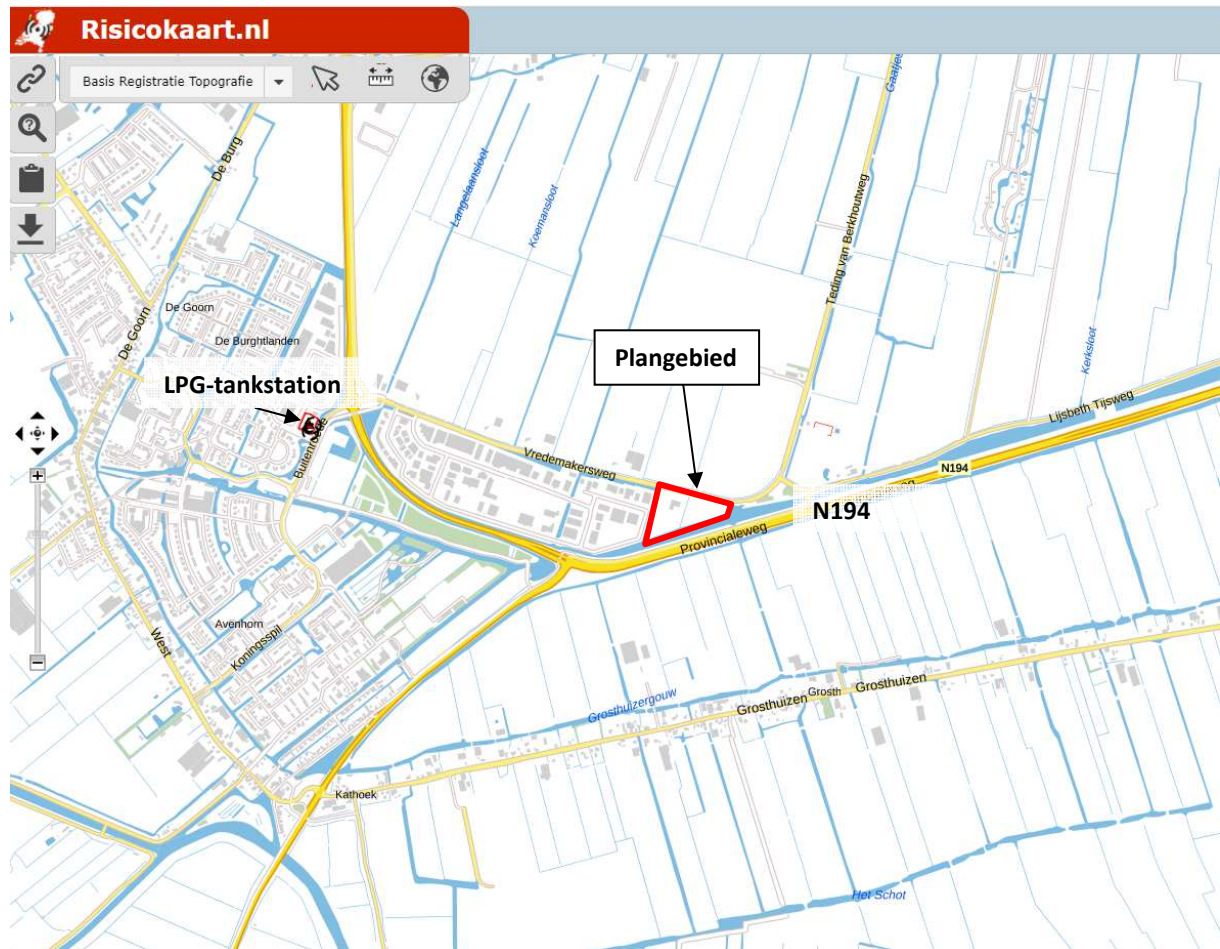 Risicokaart.nl
Basis Registratie Topografie
De Burg
Langelaansloot
Koemansloot
Teding van Berkhoutweg
Kerksloot
De Goorn
De Goorn
De Burghtlanden
LPG-tankstation
Plangebied
Buitenroede
Vredemakersweg
Lijsbeth Tijsweg
N194
N194
Provincialeweg
Avenhorn
Koningsspil
West
Grosthuizergouw
Grosthuizen
Grosth
Grosthuizen
Kathoek
Het Schot